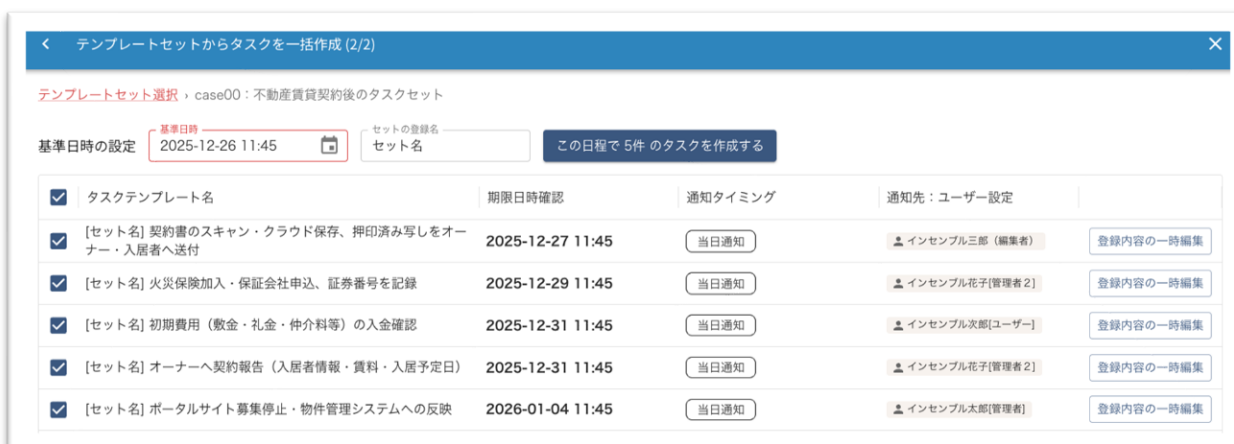 テンプレートセットからタスクを一括作成 (2/2)
テンプレートセット選択 › case00：不動産賃貸契約後のタスクセット
基準日時の設定 基準日時 2025-12-26 11:45 セットの登録名 セット名 この日程で 5件 のタスクを作成する
タスクテンプレート名 期限日時確認 通知タイミング 通知先：ユーザー設定
[セット名] 契約書のスキャン・クラウド保存、押印済み写しをオー
ナー・入居者へ送付 2025-12-27 11:45 当日通知 インセンブル三郎（編集者） 登録内容の一時編集
[セット名] 火災保険加入・保証会社申込、証券番号を記録 2025-12-29 11:45 当日通知 インセンブル花子[管理者２] 登録内容の一時編集
[セット名] 初期費用（敷金・礼金・仲介料等）の入金確認 2025-12-31 11:45 当日通知 インセンブル次郎[ユーザー] 登録内容の一時編集
[セット名] オーナーへ契約報告（入居者情報・賃料・入居予定日） 2025-12-31 11:45 当日通知 インセンブル花子[管理者２] 登録内容の一時編集
[セット名] ポータルサイト募集停止・物件管理システムへの反映 2026-01-04 11:45 当日通知 インセンブル太郎[管理者] 登録内容の一時編集